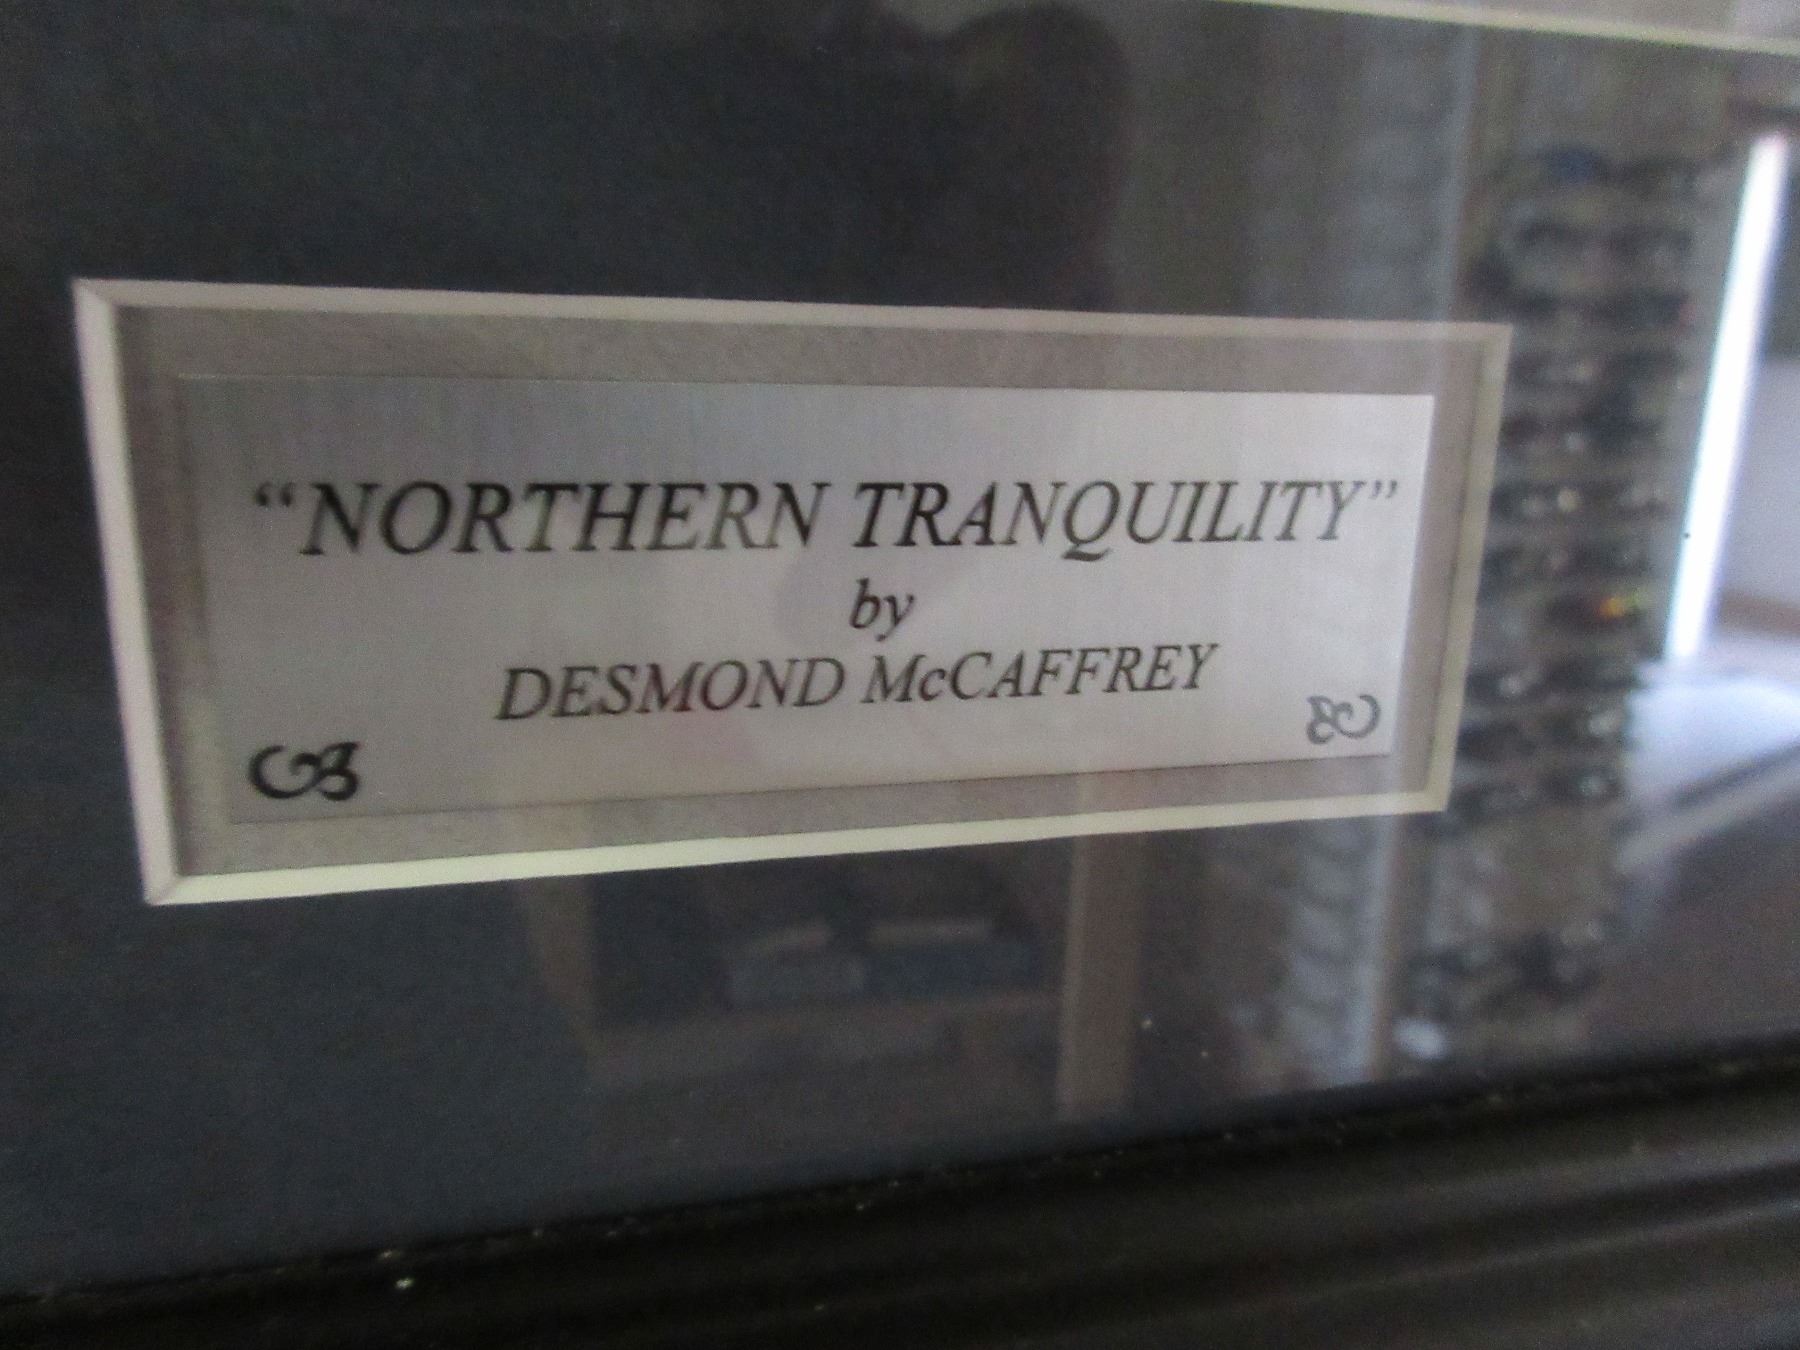 “NORTHERN TRANQUILITY”
by
DESMOND McCAFFREY